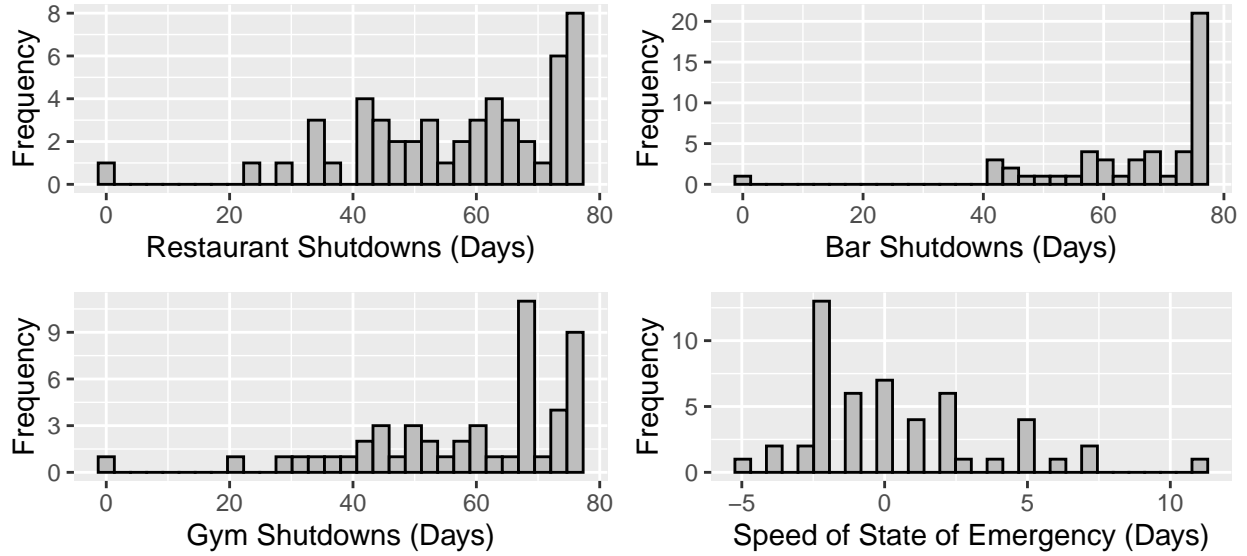 Frequency
8
6
4
2
0
0 20 40 60 80
Restaurant Shutdowns (Days)
Frequency
20
15
10
5
0
0 20 40 60 80
Bar Shutdowns (Days)
Frequency
9
6
3
0
0 20 40 60 80
Gym Shutdowns (Days)
Frequency
10
5
0
−5 0 5 10
Speed of State of Emergency (Days)